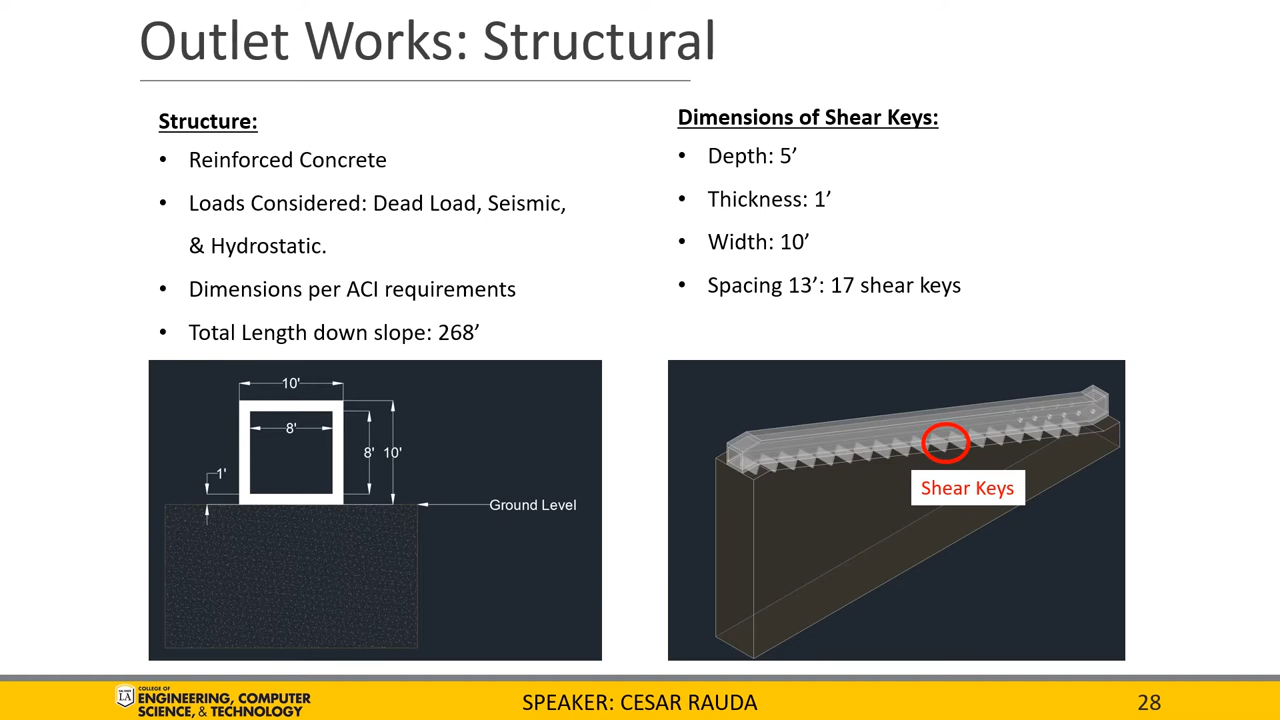 Outlet Works: Structural
Structure:
• Reinforced Concrete
• Loads Considered: Dead Load, Seismic,
& Hydrostatic.
• Dimensions per ACI requirements
• Total Length down slope: 268’
Dimensions of Shear Keys:
• Depth: 5’
• Thickness: 1’
• Width: 10’
• Spacing 13’: 17 shear keys
10'
8'
8'
10'
1'
Ground Level
Shear Keys
LA
COLLEGE OF
ENGINEERING, COMPUTER
SCIENCE, & TECHNOLOGY
SPEAKER: CESAR RAUDA
28